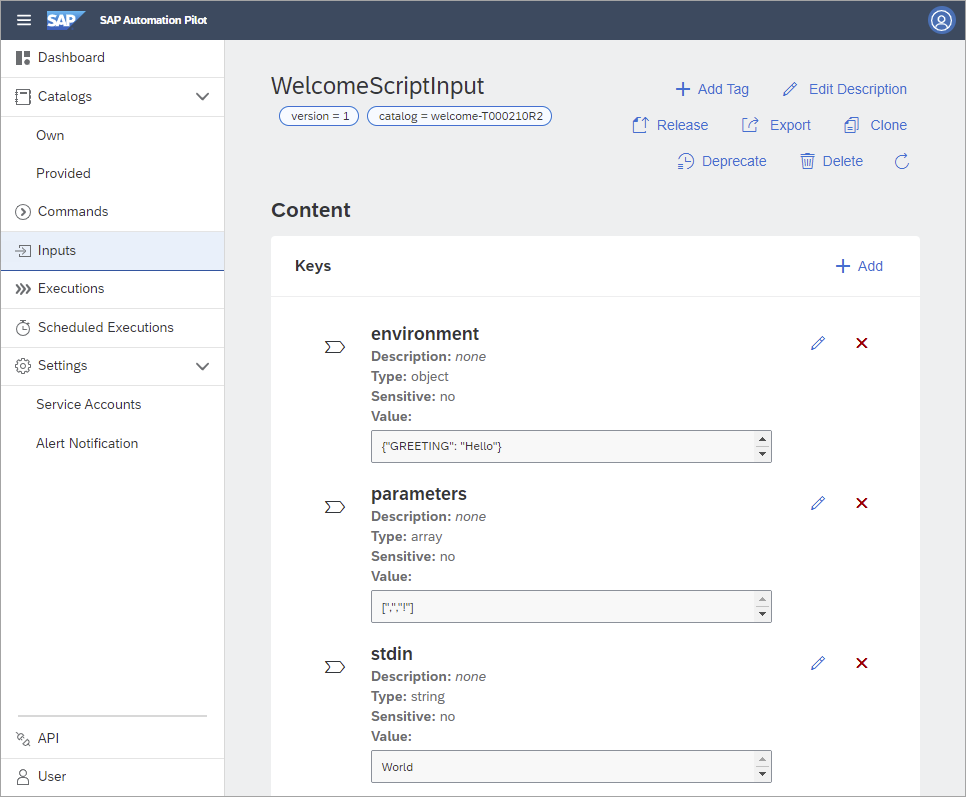 SAP SAP Automation Pilot
Dashboard
Catalogs
Own
Provided
Commands
Inputs
Executions
Scheduled Executions
Settings
Service Accounts
Alert Notification
API
User
WelcomeScriptInput
version = 1 catalog = welcome-T000210R2
Add Tag Edit Description
Release Export Clone
Deprecate Delete
Content
Keys Add
environment
Description: none
Type: object
Sensitive: no
Value:
{"GREETING": "Hello"}
parameters
Description: none
Type: array
Sensitive: no
Value:
[",","!"]
stdin
Description: none
Type: string
Sensitive: no
Value:
World